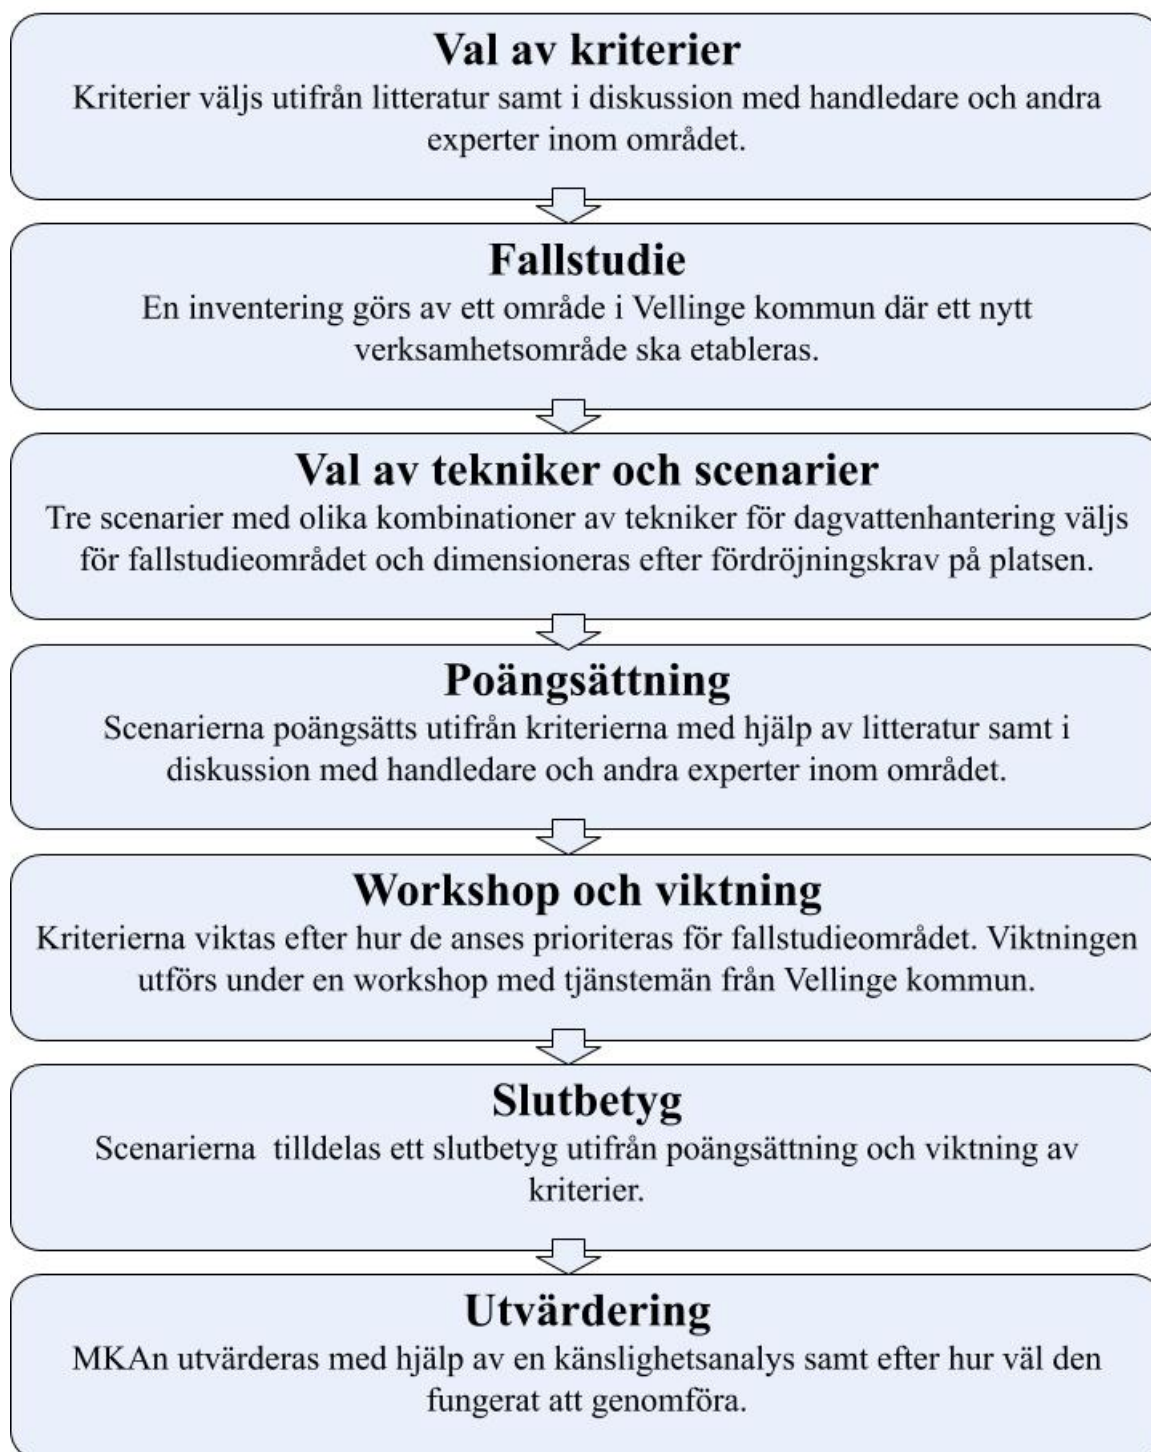 Val av kriterier
Kriterier väljs utifrån litteratur samt i diskussion med handledare och andra
experter inom området.
Fallstudie
En inventering görs av ett område i Vellinge kommun där ett nytt
verksamhetsområde ska etableras.
Val av tekniker och scenarier
Tre scenarier med olika kombinationer av tekniker för dagvattenhantering väljs
för fallstudieområdet och dimensioneras efter fördröjningskrav på platsen.
Poängsättning
Scenarierna poängsätts utifrån kriterierna med hjälp av litteratur samt i
diskussion med handledare och andra experter inom området.
Workshop och viktning
Kriterierna viktas efter hur de anses prioriteras för fallstudieområdet. Viktningen
utförs under en workshop med tjänstemän från Vellinge kommun.
Slutbetyg
Scenarierna  tilldelas ett slutbetyg utifrån poängsättning och viktning av
kriterier.
Utvärdering
MKAn utvärderas med hjälp av en känslighetsanalys samt efter hur väl den
fungerat att genomföra.